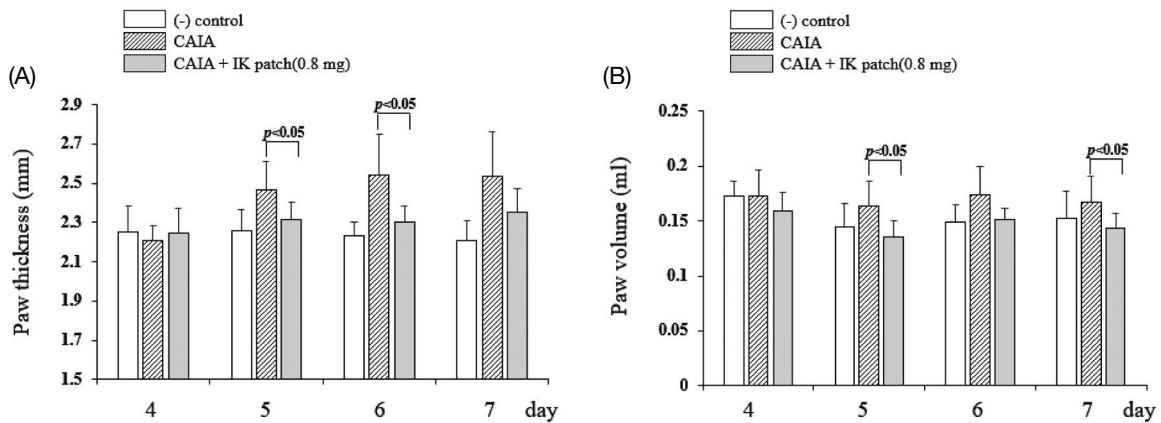 (-) control
CAIA
CAIA + IK patch(0.8 mg)
(A)
Paw thickness (mm)
2.9
2.7
2.5
2.3
2.1
1.9
1.7
1.5
p<0.05
p<0.05
4 5 6 7 day
(-) control
CAIA
CAIA + IK patch(0.8 mg)
(B)
Paw volume (ml)
0.25
0.2
0.15
0.1
0.05
0
p<0.05
p<0.05
4 5 6 7 day